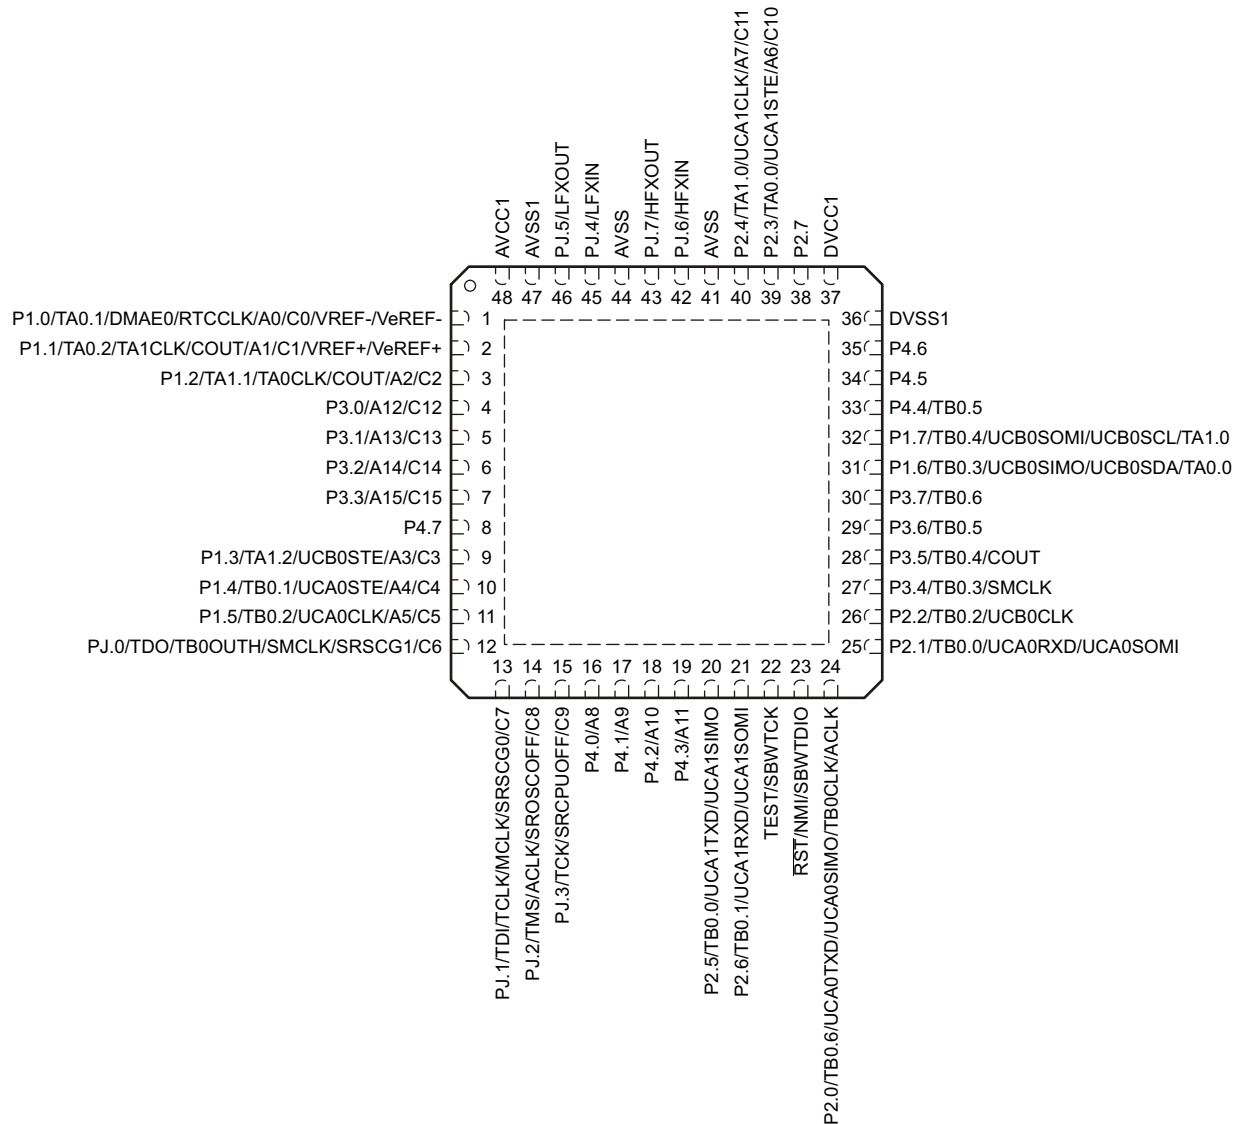 P2.4/TA1.0/UCA1CLK/A7/C11
P2.3/TA0.0/UCA1STE/A6/C10
AVCC1
AVSS1
PJ.5/LFXOUT
PJ.4/LFXIN
AVSS
PJ.7/HFXOUT
PJ.6/HFXIN
AVSS
P2.7
DVCC1
48 47 46 45 44 43 42 41 40 39 38 37
P1.0/TA0.1/DMAE0/RTCCLK/A0/C0/VREF-/VeREF- 1
P1.1/TA0.2/TA1CLK/COUT/A1/C1/VREF+/VeREF+ 2
P1.2/TA1.1/TA0CLK/COUT/A2/C2 3
P3.0/A12/C12 4
P3.1/A13/C13 5
P3.2/A14/C14 6
P3.3/A15/C15 7
P4.7 8
P1.3/TA1.2/UCB0STE/A3/C3 9
P1.4/TB0.1/UCA0STE/A4/C4 10
P1.5/TB0.2/UCA0CLK/A5/C5 11
PJ.0/TDO/TB0OUTH/SMCLK/SRSCG1/C6 12
36 DVSS1
35 P4.6
34 P4.5
33 P4.4/TB0.5
32 P1.7/TB0.4/UCB0SOMI/UCB0SCL/TA1.0
31 P1.6/TB0.3/UCB0SIMO/UCB0SDA/TA0.0
30 P3.7/TB0.6
29 P3.6/TB0.5
28 P3.5/TB0.4/COUT
27 P3.4/TB0.3/SMCLK
26 P2.2/TB0.2/UCB0CLK
25 P2.1/TB0.0/UCA0RXD/UCA0SOMI
13 14 15 16 17 18 19 20 21 22 23 24
PJ.1/TDI/TCLK/MCLK/SRSCG0/C7
PJ.2/TMS/ACLK/SROSCOFF/C8
PJ.3/TCK/SRCPUOFF/C9
P4.0/A8
P4.1/A9
P4.2/A10
P4.3/A11
P2.5/TB0.0/UCA1TXD/UCA1SIMO
P2.6/TB0.1/UCA1RXD/UCA1SOMI
TEST/SBWTCK
RST/NMI/SBWTDIO
P2.0/TB0.6/UCA0TXD/UCA0SIMO/TB0CLK/ACLK